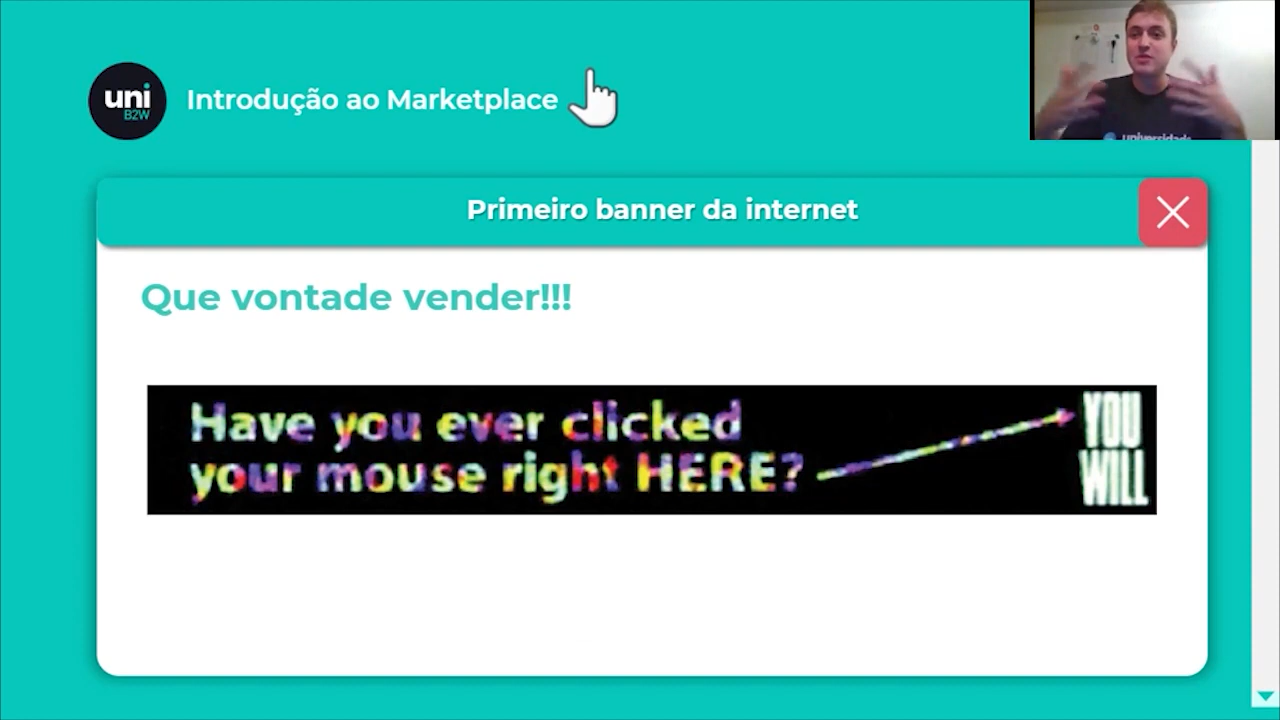 uni
B2W
Introdução ao Marketplace
universidade
Primeiro banner da internet
Que vontade vender!!!
Have you ever clicked
your mouse right HERE?
YOU
WILL